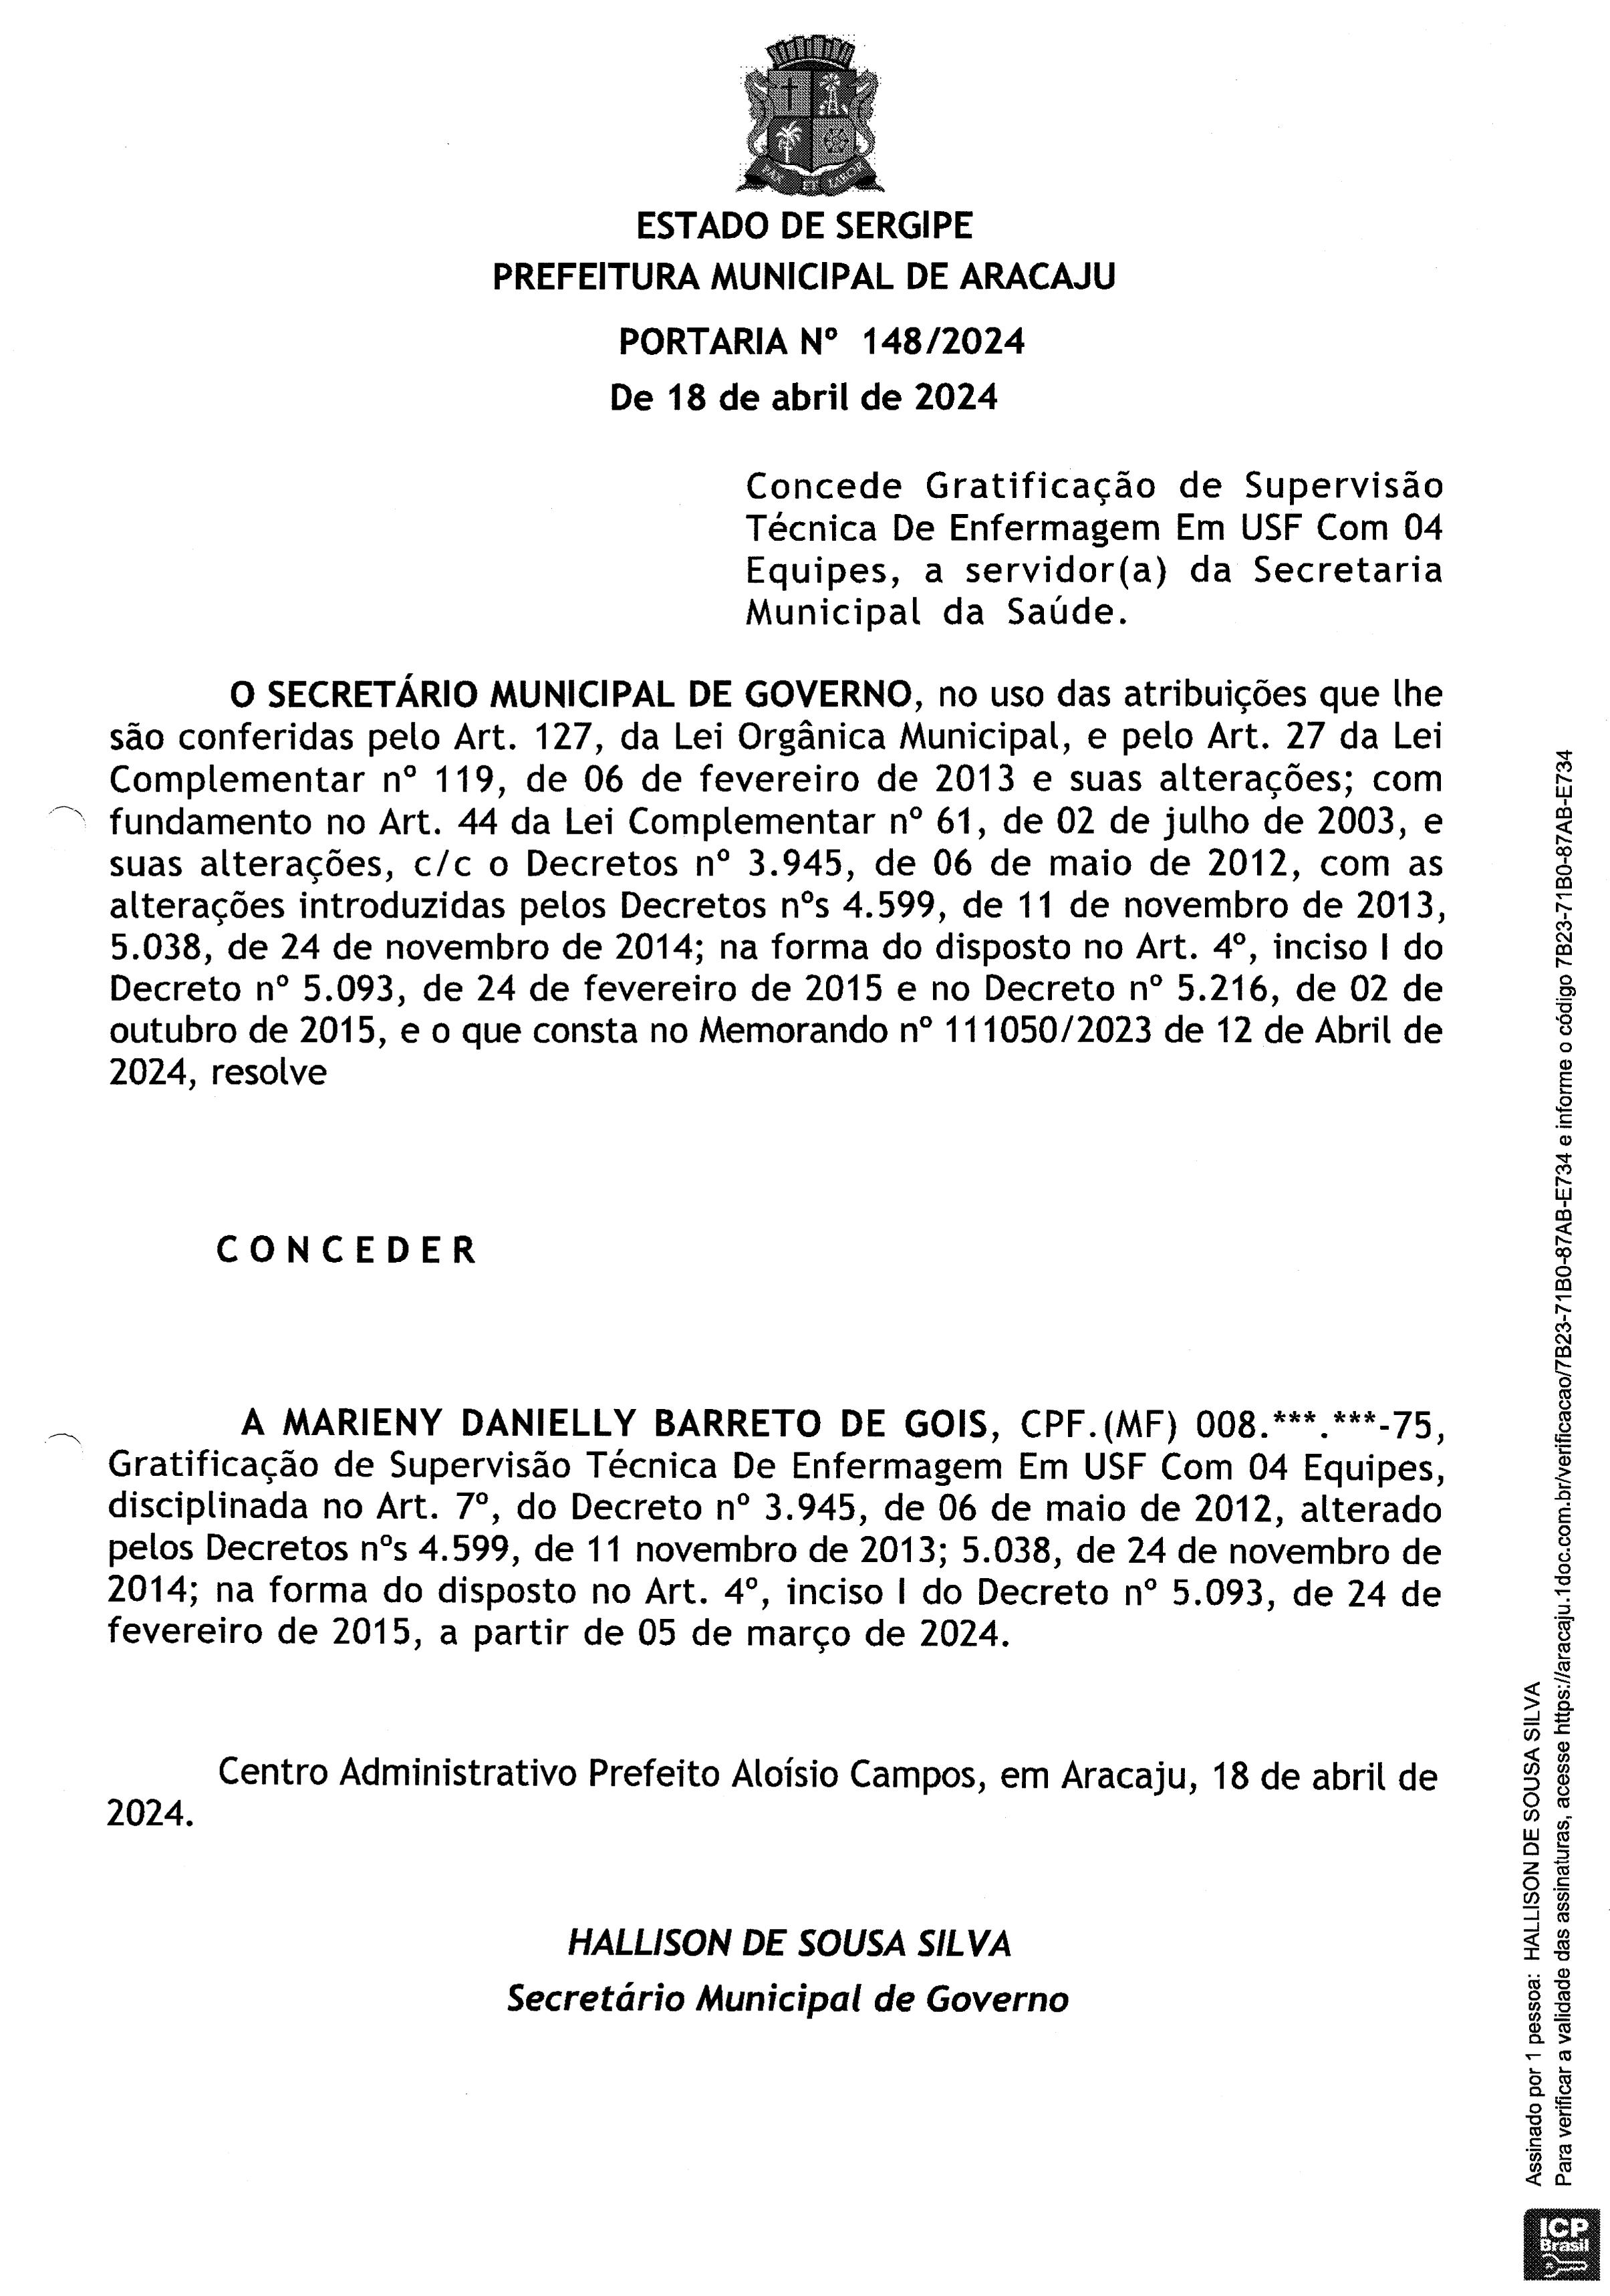 PAX ET LABOR
ESTADO DE SERGIPE
PREFEITURA MUNICIPAL DE ARACAJU
PORTARIA Nº 148/2024
De 18 de abril de 2024
Concede Gratificação de Supervisão
Técnica De Enfermagem Em USF Com 04
Equipes, a servidor(a) da Secretaria
Municipal da Saúde.
O SECRETÁRIO MUNICIPAL DE GOVERNO, no uso das atribuições que lhe
são conferidas pelo Art. 127, da Lei Orgânica Municipal, e pelo Art. 27 da Lei
Complementar nº 119, de 06 de fevereiro de 2013 e suas alterações; com
fundamento no Art. 44 da Lei Complementar nº 61, de 02 de julho de 2003, e
suas alterações, c/c o Decretos nº 3.945, de 06 de maio de 2012, com as
alterações introduzidas pelos Decretos nºs 4.599, de 11 de novembro de 2013,
5.038, de 24 de novembro de 2014; na forma do disposto no Art. 4º, inciso I do
Decreto nº 5.093, de 24 de fevereiro de 2015 e no Decreto nº 5.216, de 02 de
outubro de 2015, e o que consta no Memorando nº 111050/2023 de 12 de Abril de
2024, resolve
C O N C E D E R
A MARIENY DANIELLY BARRETO DE GOIS, CPF.(MF) 008.***.***-75,
Gratificação de Supervisão Técnica De Enfermagem Em USF Com 04 Equipes,
disciplinada no Art. 7º, do Decreto nº 3.945, de 06 de maio de 2012, alterado
pelos Decretos nºs 4.599, de 11 novembro de 2013; 5.038, de 24 de novembro de
2014; na forma do disposto no Art. 4º, inciso I do Decreto nº 5.093, de 24 de
fevereiro de 2015, a partir de 05 de março de 2024.
Centro Administrativo Prefeito Aloísio Campos, em Aracaju, 18 de abril de
2024.
HALLISON DE SOUSA SILVA
Secretário Municipal de Governo
Assinado por 1 pessoa: HALLISON DE SOUSA SILVA
Para verificar a validade das assinaturas, acesse https://aracaju.1doc.com.br/verificacao/7B23-71B0-87AB-E734 e informe o código 7B23-71B0-87AB-E734
ICP
Brasil